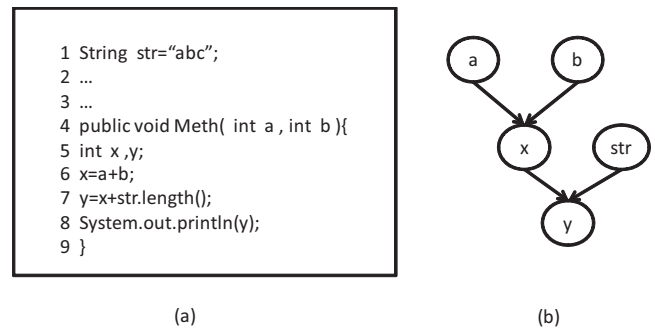 1 String str=“abc”;
2 ...
3 ...
4 public void Meth( int a , int b ){
5 int x ,y;
6 x=a+b;
7 y=x+str.length();
8 System.out.println(y);
9 }
(a)
a
b
x
str
y
(b)